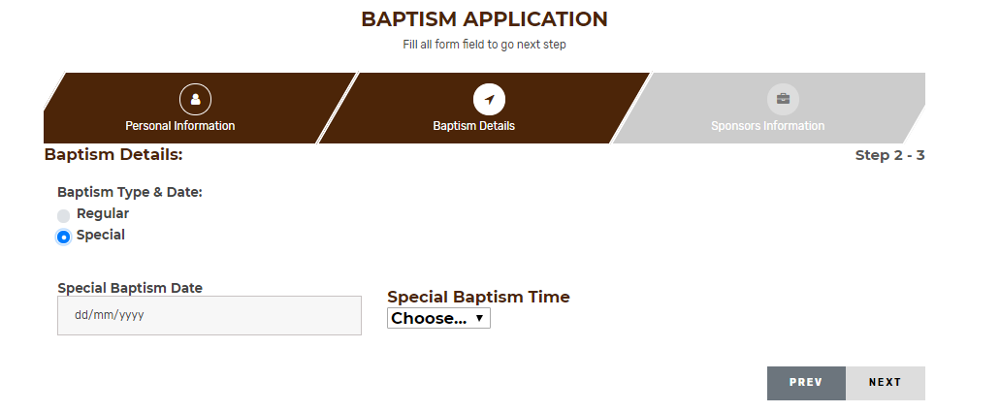 BAPTISM APPLICATION
Fill all form field to go next step
Personal Information
Baptism Details
Sponsors Information
Baptism Details:
Step 2 - 3
Baptism Type & Date:
Regular
Special
Special Baptism Date
dd/mm/yyyy
Special Baptism Time
Choose...
PREV
NEXT